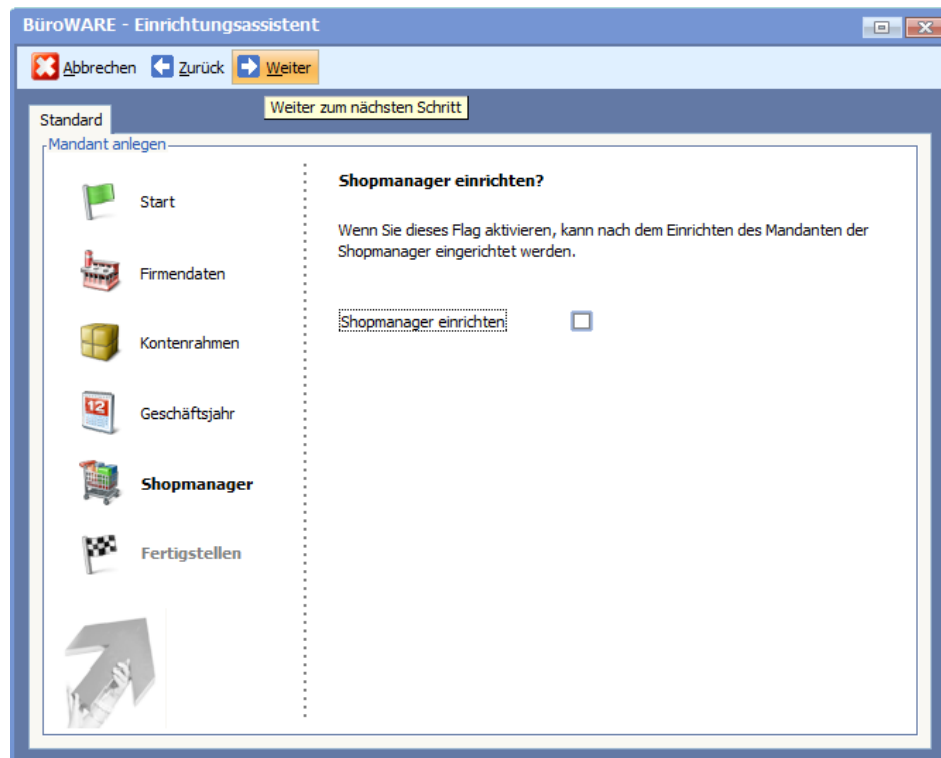 BüroWARE - Einrichtungsassistent
Abbrechen Zurück Weiter
Weiter zum nächsten Schritt
Standard
Mandant anlegen
Start
Firmendaten
Kontenrahmen
12
Geschäftsjahr
Shopmanager
Fertigstellen
Shopmanager einrichten?
Wenn Sie dieses Flag aktivieren, kann nach dem Einrichten des Mandanten der
Shopmanager eingerichtet werden.
Shopmanager einrichten